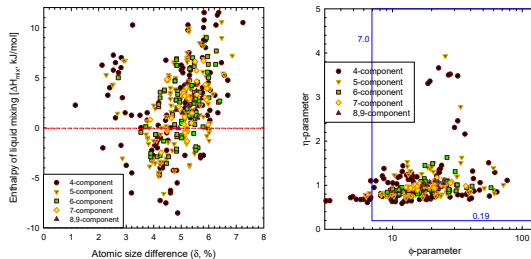 Enthalpy of liquid mixing [ΔHmix, kJ/mol]
10
5
0
-5
-10
4-component
5-component
6-component
7-component
8,9-component
0 1 2 3 4 5 6 7 8
Atomic size difference (δ, %)
η-parameter
5
4
3
2
1
0
7.0
4-component
5-component
6-component
7-component
8,9-component
0.19
10 100
ϕ-parameter